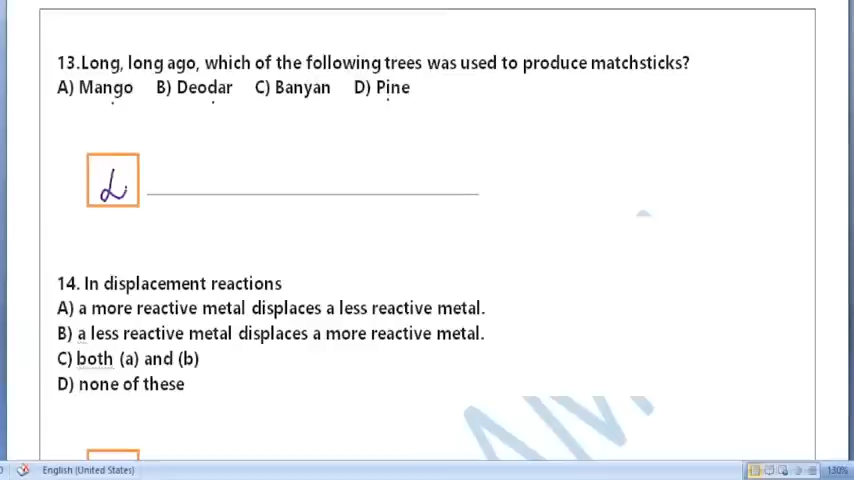 13.Long, long ago, which of the following trees was used to produce matchsticks?
A) Mango B) Deodar C) Banyan D) Pine
d
14. In displacement reactions
A) a more reactive metal displaces a less reactive metal.
B) a less reactive metal displaces a more reactive metal.
C) both (a) and (b)
D) none of these
English (United States) 130%